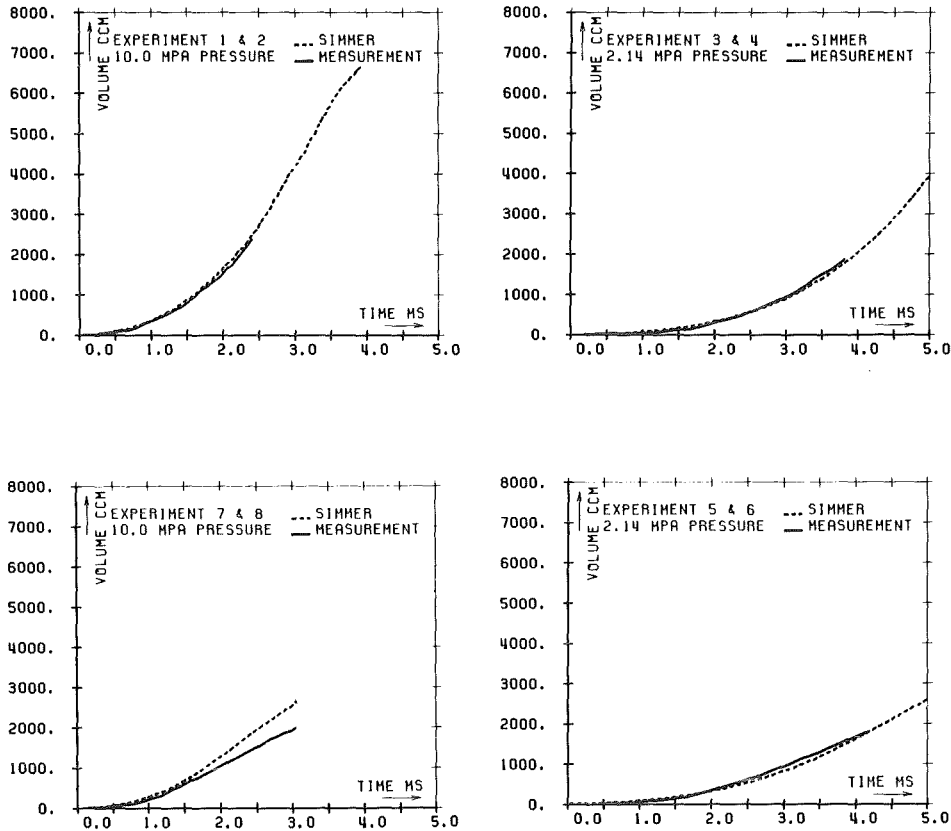 8000.
7000.
6000.
5000.
4000.
3000.
2000.
1000.
0.
VOLUME CCM
EXPERIMENT 1 & 2
10.0 MPA PRESSURE
SIMMER
MEASUREMENT
TIME MS
0.0 1.0 2.0 3.0 4.0 5.0
8000.
7000.
6000.
5000.
4000.
3000.
2000.
1000.
0.
VOLUME CCM
EXPERIMENT 3 & 4
2.14 MPA PRESSURE
SIMMER
MEASUREMENT
TIME MS
0.0 1.0 2.0 3.0 4.0 5.0
8000.
7000.
6000.
5000.
4000.
3000.
2000.
1000.
0.
VOLUME CCM
EXPERIMENT 7 & 8
10.0 MPA PRESSURE
SIMMER
MEASUREMENT
TIME MS
0.0 1.0 2.0 3.0 4.0 5.0
8000.
7000.
6000.
5000.
4000.
3000.
2000.
1000.
0.
VOLUME CCM
EXPERIMENT 5 & 6
2.14 MPA PRESSURE
SIMMER
MEASUREMENT
TIME MS
0.0 1.0 2.0 3.0 4.0 5.0